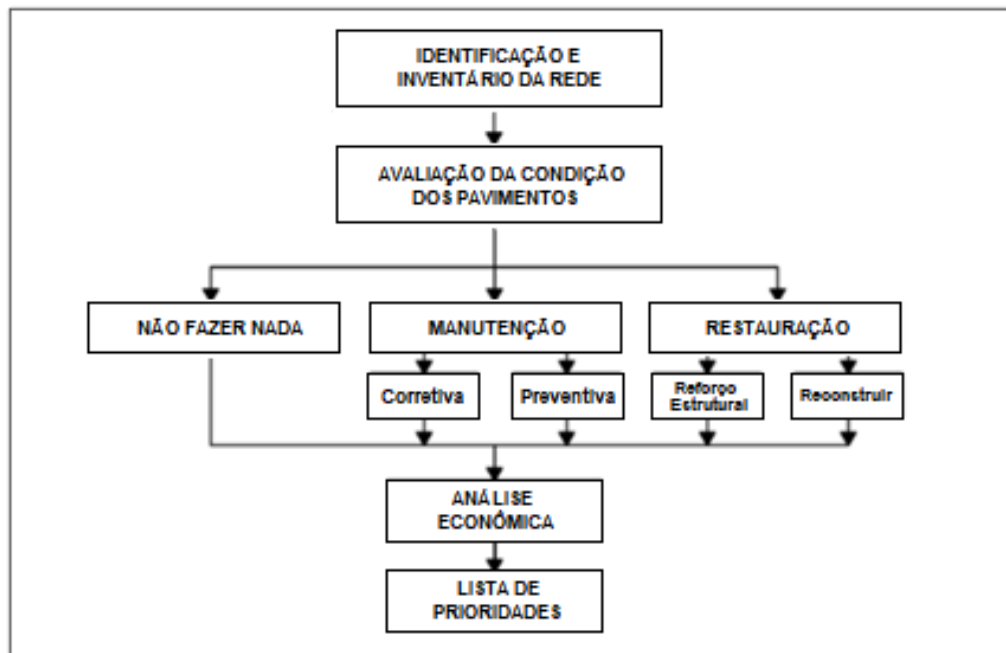 IDENTIFICAÇÃO E
INVENTÁRIO DA REDE
AVALIAÇÃO DA CONDIÇÃO
DOS PAVIMENTOS
NÃO FAZER NADA
MANUTENÇÃO
RESTAURAÇÃO
Corretiva
Preventiva
Reforço
Estrutural
Reconstruir
ANÁLISE
ECONÔMICA
LISTA DE
PRIORIDADES